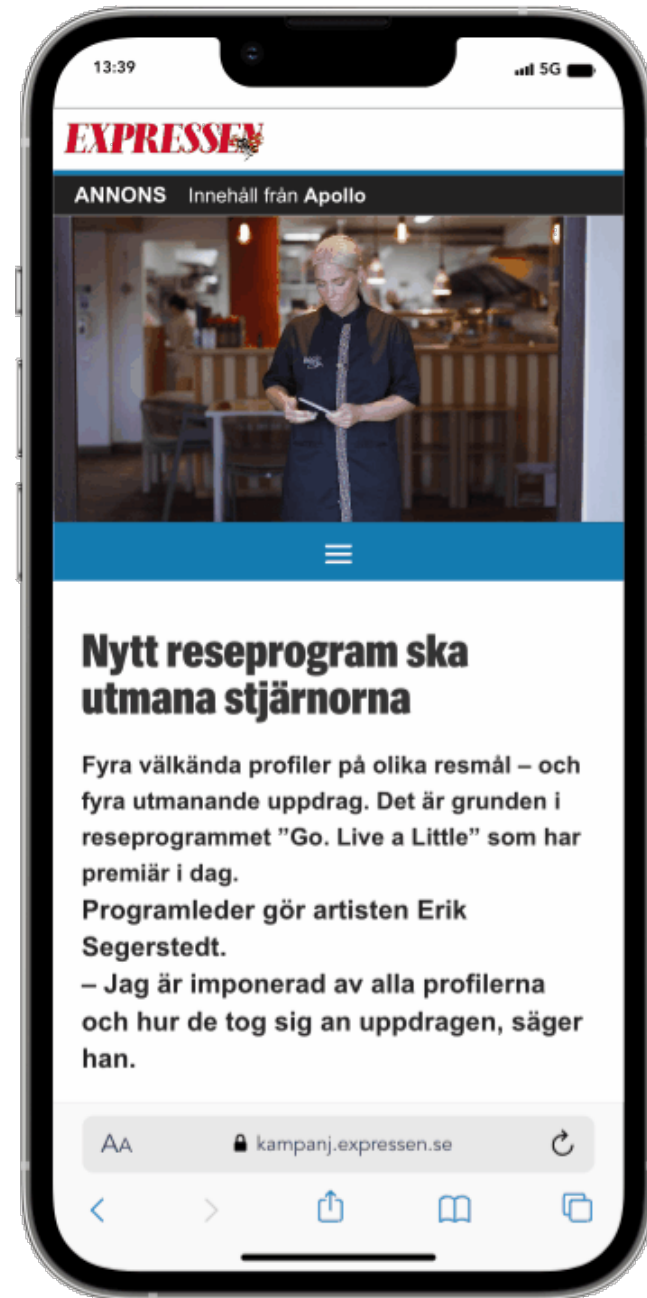 13:39
5G
EXPRESSEN
ANNONS Innehåll från Apollo
Nytt reseprogram ska
utmana stjärnorna
Fyra välkända profiler på olika resmål – och
fyra utmanande uppdrag. Det är grunden i
reseprogrammet ”Go. Live a Little” som har
premiär i dag.
Programleder gör artisten Erik
Segerstedt.
– Jag är imponerad av alla profilerna
och hur de tog sig an uppdragen, säger
han.
AA kampanj.expressen.se